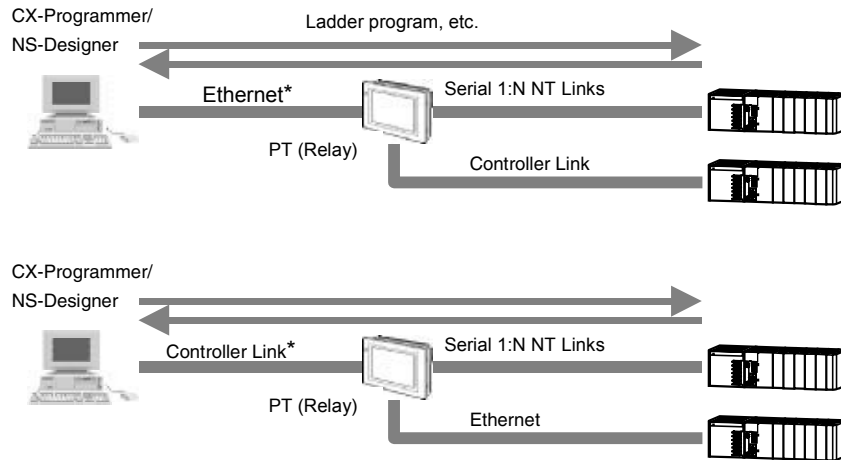 CX-Programmer/
NS-Designer
Ladder program, etc.
Ethernet*
Serial 1:N NT Links
PT (Relay)
Controller Link
CX-Programmer/
NS-Designer
Controller Link*
Serial 1:N NT Links
PT (Relay)
Ethernet